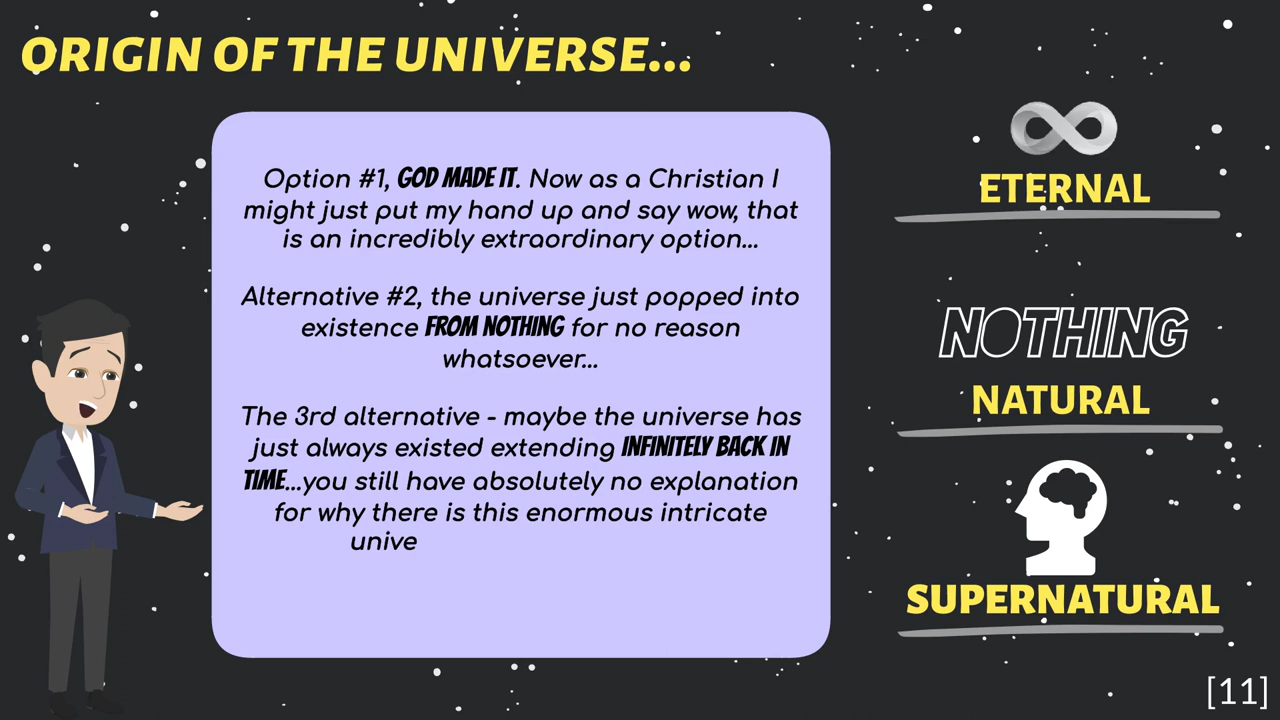 ORIGIN OF THE UNIVERSE...
Option #1, GOD MADE IT. Now as a Christian I
might just put my hand up and say wow, that
is an incredibly extraordinary option...
Alternative #2, the universe just popped into
existence FROM NOTHING for no reason
whatsoever...
The 3rd alternative - maybe the universe has
just always existed extending INFINITELY BACK IN
TIME...you still have absolutely no explanation
for why there is this enormous intricate
unive
ETERNAL
NOTHING
NATURAL
SUPERNATURAL
[11]